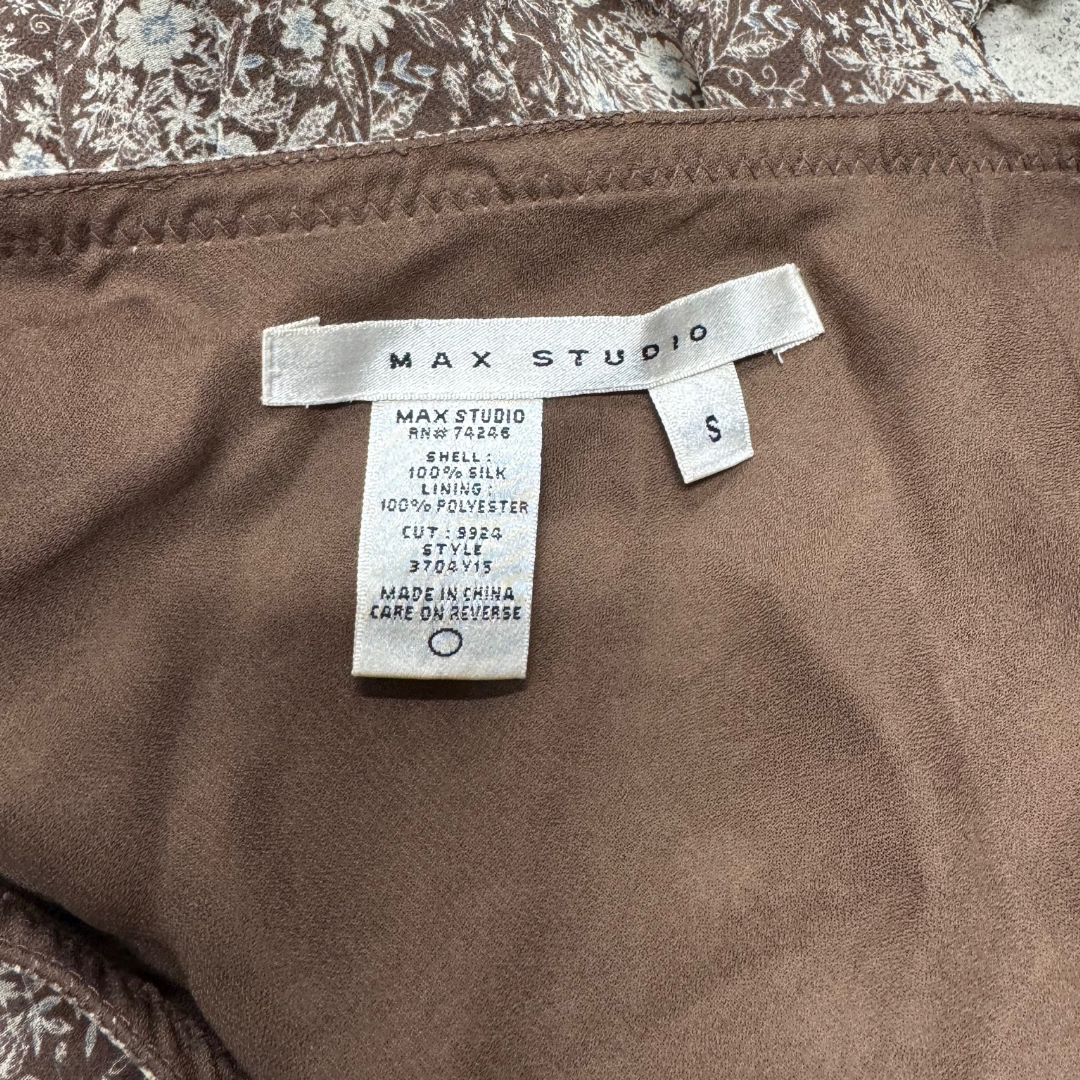 MAX STUDIO
MAX STUDIO
RN# 74246
SHELL :
100% SILK
LINING :
100% POLYESTER
CUT : 9924
STYLE
3704Y15
MADE IN CHINA
CARE ON REVERSE
S